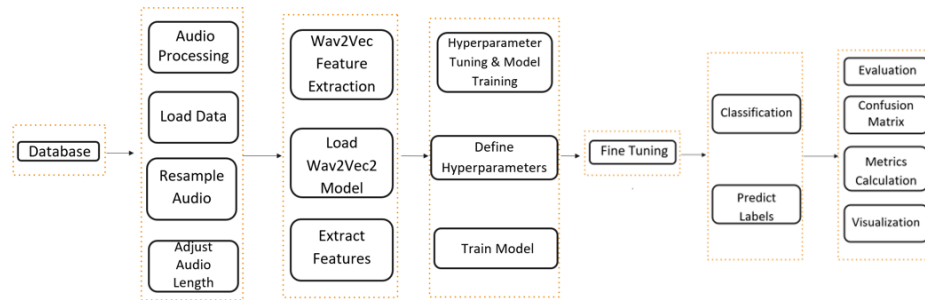 Database
Audio
Processing
Load Data
Resample
Audio
Adjust
Audio
Length
Wav2Vec
Feature
Extraction
Load
Wav2Vec2
Model
Extract
Features
Hyperparameter
Tuning & Model
Training
Define
Hyperparameters
Train Model
Fine Tuning
Classification
Predict
Labels
Evaluation
Confusion
Matrix
Metrics
Calculation
Visualization